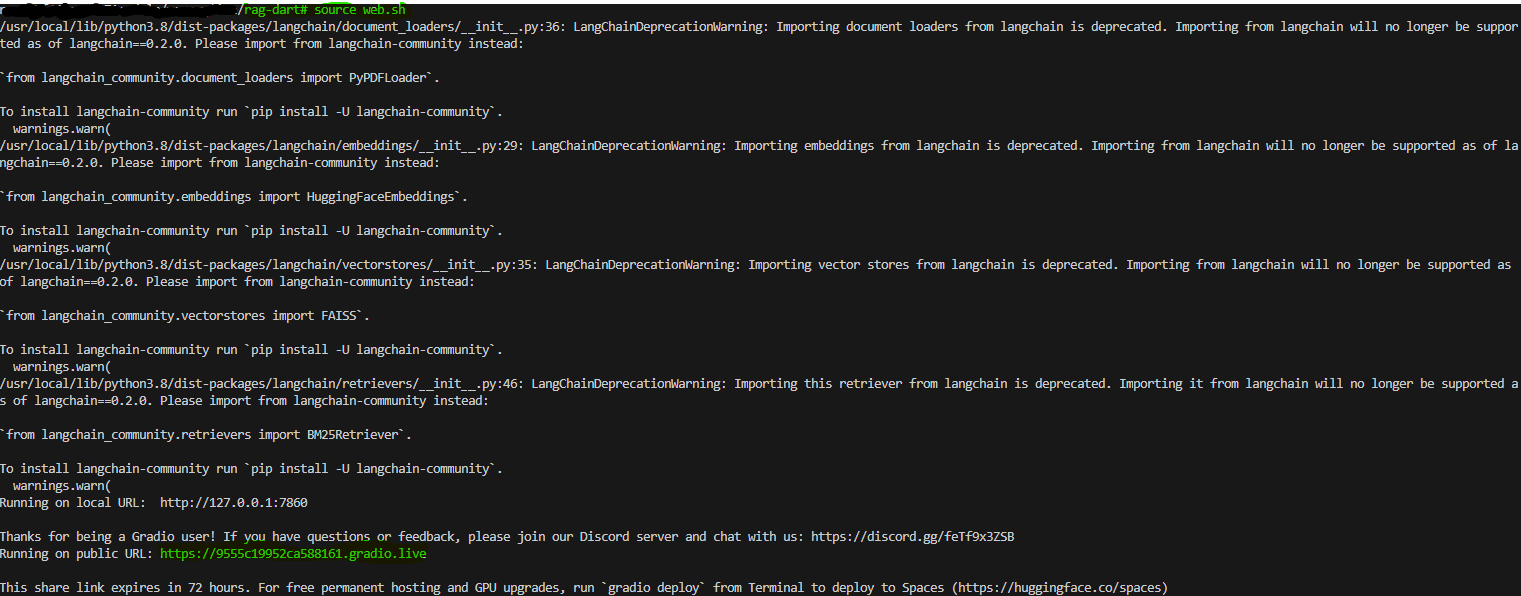 /rag-dart# source web.sh
/usr/local/lib/python3.8/dist-packages/langchain/document_loaders/__init__.py:36: LangChainDeprecationWarning: Importing document loaders from langchain is deprecated. Importing from langchain will no longer be suppor
ted as of langchain==0.2.0. Please import from langchain-community instead:
`from langchain_community.document_loaders import PyPDFLoader`.
To install langchain-community run `pip install -U langchain-community`.
warnings.warn(
/usr/local/lib/python3.8/dist-packages/langchain/embeddings/__init__.py:29: LangChainDeprecationWarning: Importing embeddings from langchain is deprecated. Importing from langchain will no longer be supported as of la
ngchain==0.2.0. Please import from langchain-community instead:
`from langchain_community.embeddings import HuggingFaceEmbeddings`.
To install langchain-community run `pip install -U langchain-community`.
warnings.warn(
/usr/local/lib/python3.8/dist-packages/langchain/vectorstores/__init__.py:35: LangChainDeprecationWarning: Importing vector stores from langchain is deprecated. Importing from langchain will no longer be supported as
of langchain==0.2.0. Please import from langchain-community instead:
`from langchain_community.vectorstores import FAISS`.
To install langchain-community run `pip install -U langchain-community`.
warnings.warn(
/usr/local/lib/python3.8/dist-packages/langchain/retrievers/__init__.py:46: LangChainDeprecationWarning: Importing this retriever from langchain is deprecated. Importing it from langchain will no longer be supported a
s of langchain==0.2.0. Please import from langchain-community instead:
`from langchain_community.retrievers import BM25Retriever`.
To install langchain-community run `pip install -U langchain-community`.
warnings.warn(
Running on local URL:  http://127.0.0.1:7860
Thanks for being a Gradio user! If you have questions or feedback, please join our Discord server and chat with us: https://discord.gg/feTf9x3ZSB
Running on public URL: https://9555c19952ca588161.gradio.live
This share link expires in 72 hours. For free permanent hosting and GPU upgrades, run `gradio deploy` from Terminal to deploy to Spaces (https://huggingface.co/spaces)